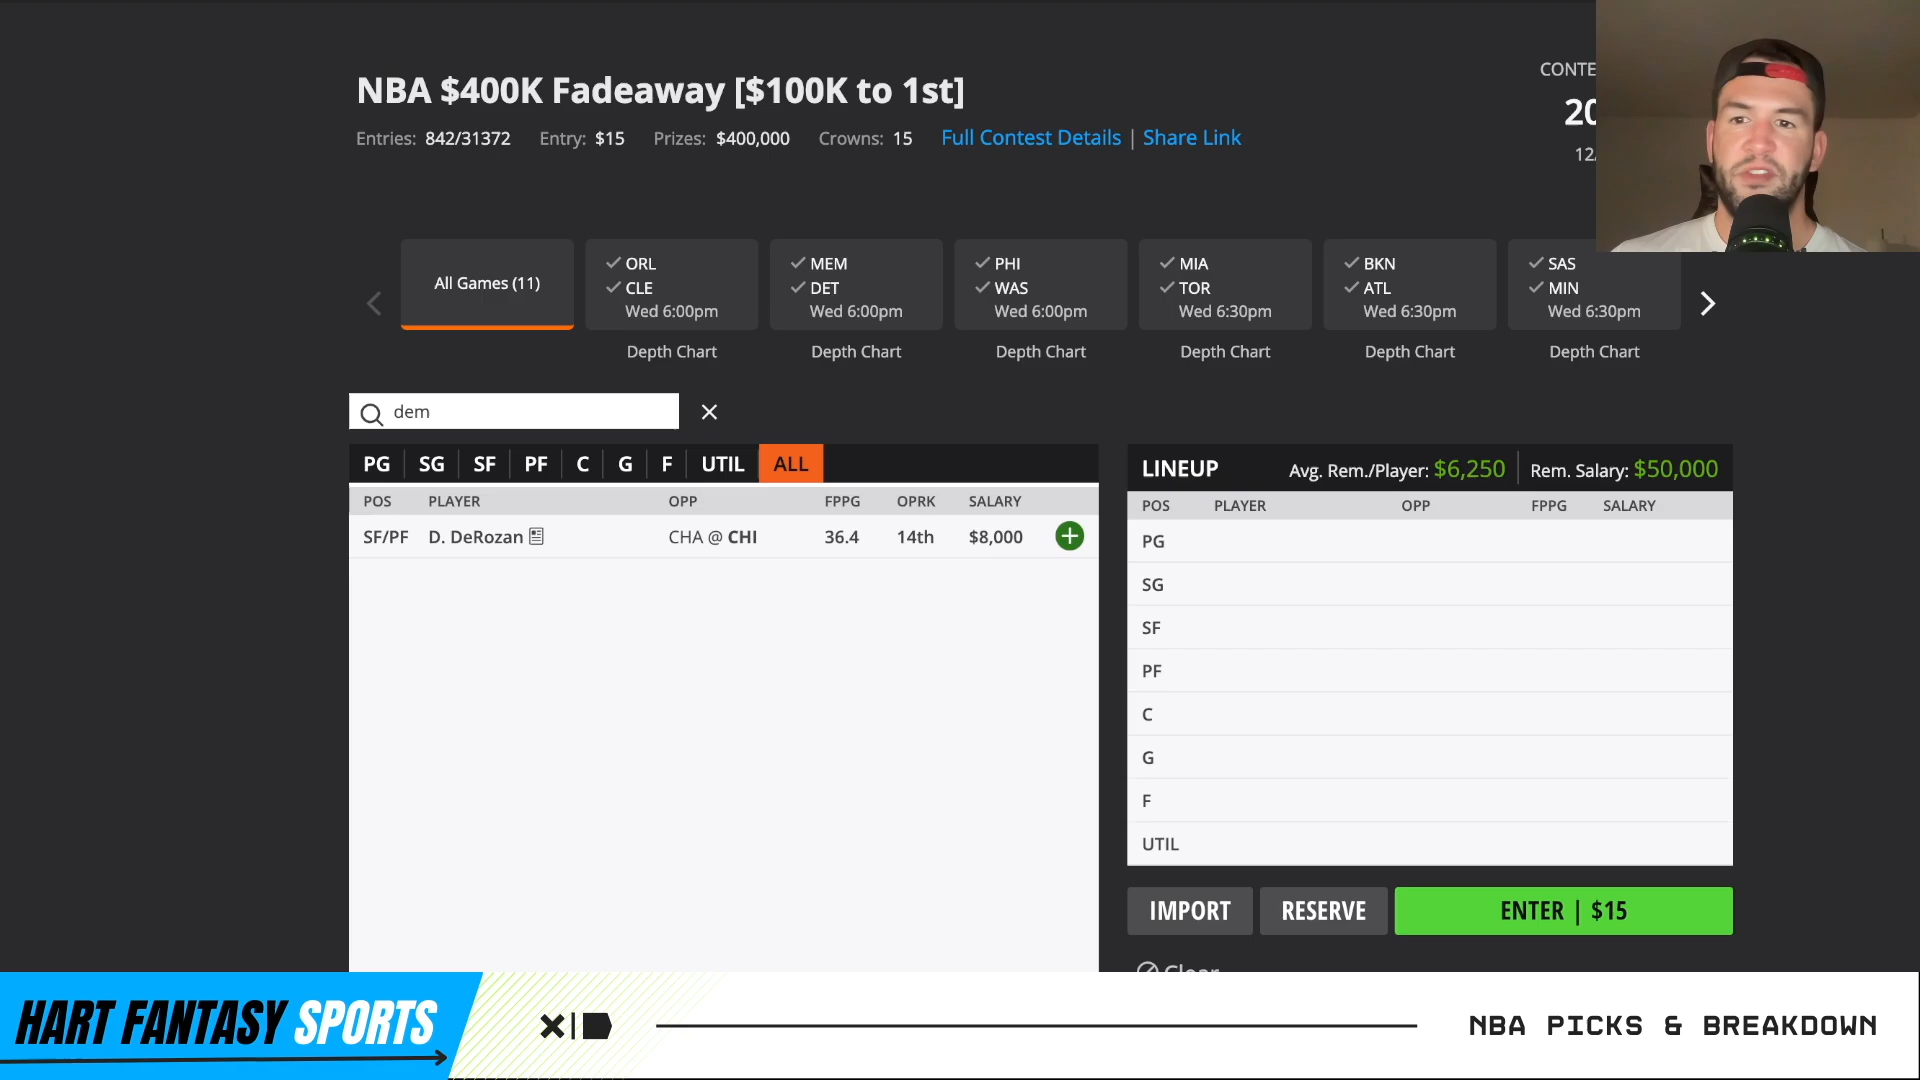 NBA $400K Fadeaway [$100K to 1st]
Entries: 842/31372 Entry: $15 Prizes: $400,000 Crowns: 15 Full Contest Details | Share Link
CONTE
20
12/
All Games (11)
ORL
CLE
Wed 6:00pm
Depth Chart
MEM
DET
Wed 6:00pm
Depth Chart
PHI
WAS
Wed 6:00pm
Depth Chart
MIA
TOR
Wed 6:30pm
Depth Chart
BKN
ATL
Wed 6:30pm
Depth Chart
SAS
MIN
Wed 6:30pm
Depth Chart
dem
PG SG SF PF C G F UTIL ALL
POS PLAYER OPP FPPG OPRK SALARY
SF/PF D. DeRozan CHA @ CHI 36.4 14th $8,000
LINEUP Avg. Rem./Player: $6,250 Rem. Salary: $50,000
POS PLAYER OPP FPPG SALARY
PG
SG
SF
PF
C
G
F
UTIL
IMPORT RESERVE ENTER | $15
Clear
HART FANTASY SPORTS
NBA PICKS & BREAKDOWN